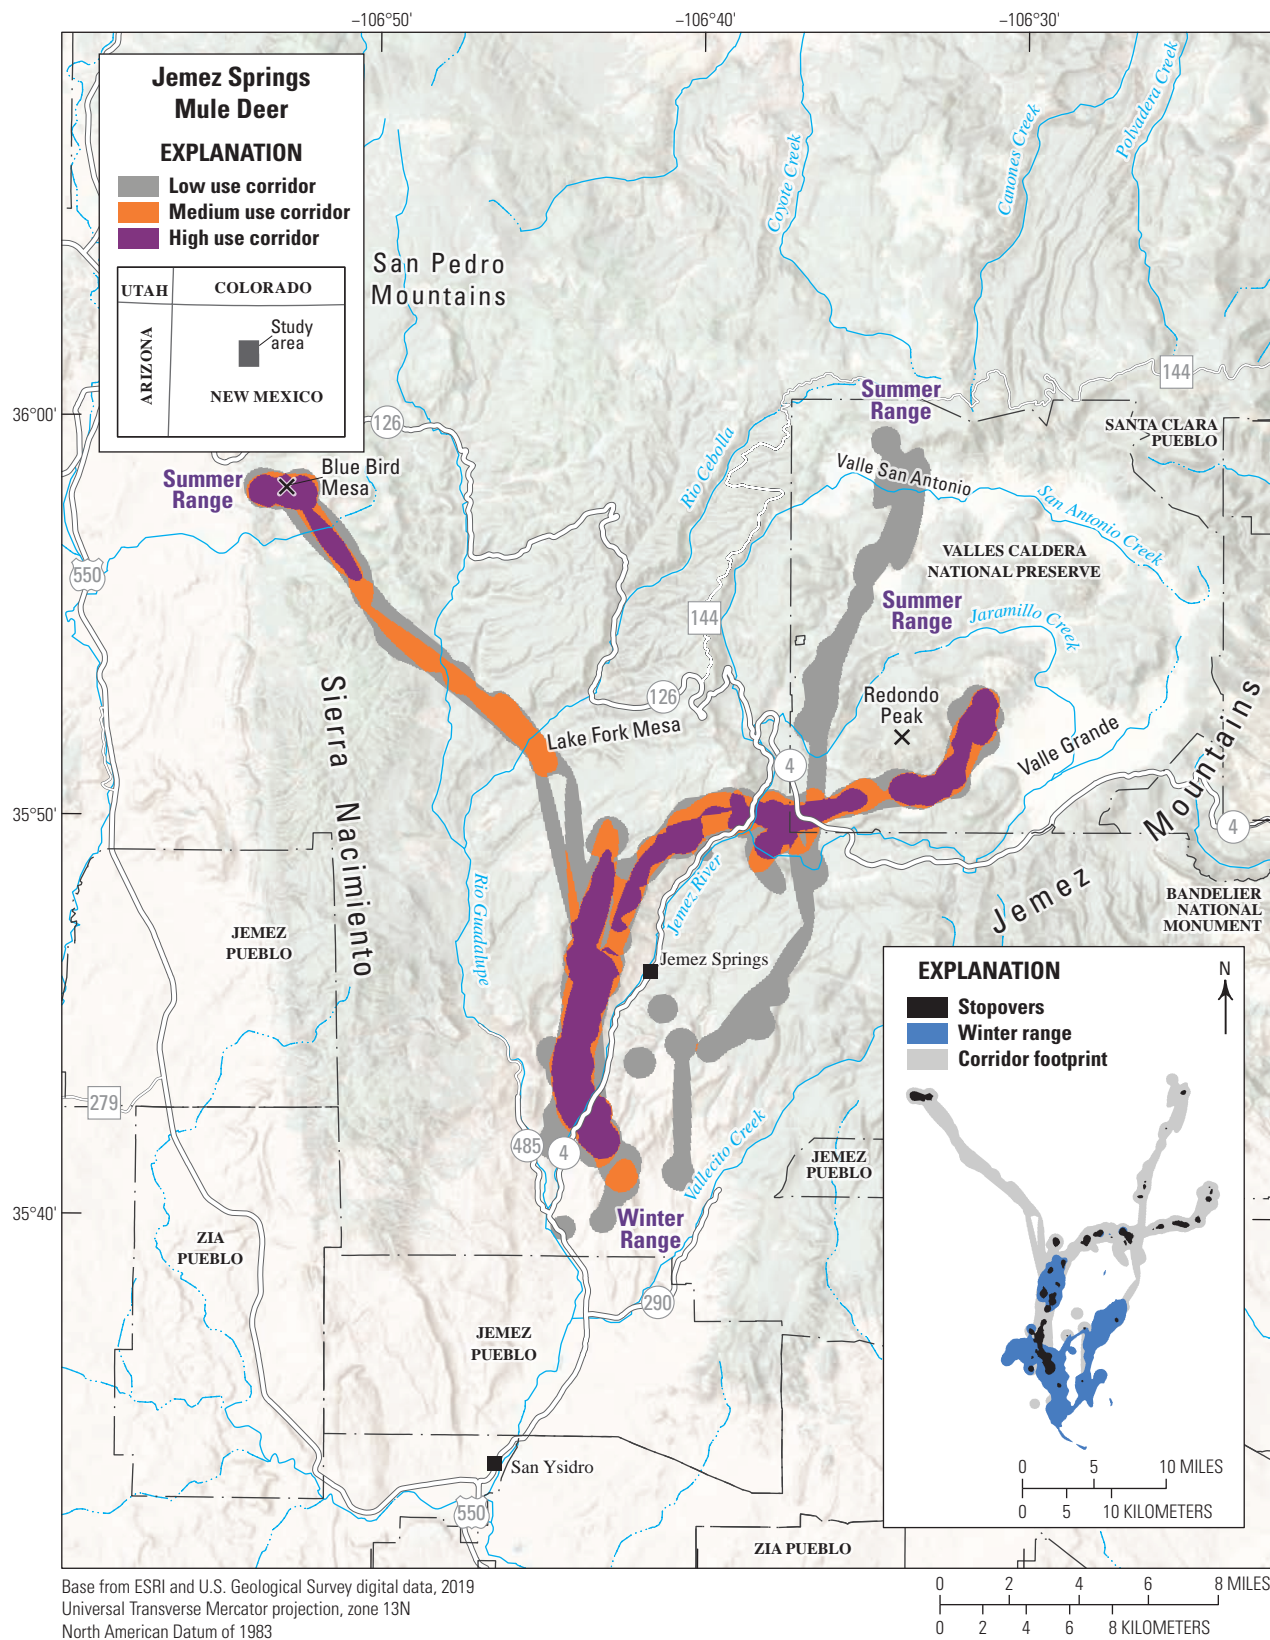 −106°50'
−106°40'
−106°30'
Jemez Springs
Mule Deer
EXPLANATION
Low use corridor
Medium use corridor
High use corridor
UTAH
COLORADO
ARIZONA
Study
area
NEW MEXICO
San Pedro
Mountains
Coyote Creek
Canones Creek
Polvadera Creek
144
Summer
Range
36°00'
126
Rio Cebolla
SANTA CLARA
PUEBLO
Blue Bird
Mesa
Summer
Range
Valle San Antonio
San Antonio Creek
550
VALLES CALDERA
NATIONAL PRESERVE
Summer
Range
Jaramillo Creek
144
126
Redondo
Peak
Lake Fork Mesa
Valle Grande
Sierra Nacimiento
4
35°50'
4
Jemez Mountains
Jemez River
Rio Guadalupe
BANDELIER
NATIONAL
MONUMENT
JEMEZ
PUEBLO
Jemez Springs
EXPLANATION
N
Stopovers
Winter range
Corridor footprint
279
485
4
Vallecito Creek
JEMEZ
PUEBLO
35°40'
Winter
Range
ZIA
PUEBLO
290
JEMEZ
PUEBLO
San Ysidro
0 5 10 MILES
0 5 10 KILOMETERS
550
ZIA PUEBLO
Base from ESRI and U.S. Geological Survey digital data, 2019
Universal Transverse Mercator projection, zone 13N
North American Datum of 1983
0 2 4 6 8 MILES
0 2 4 6 8 KILOMETERS